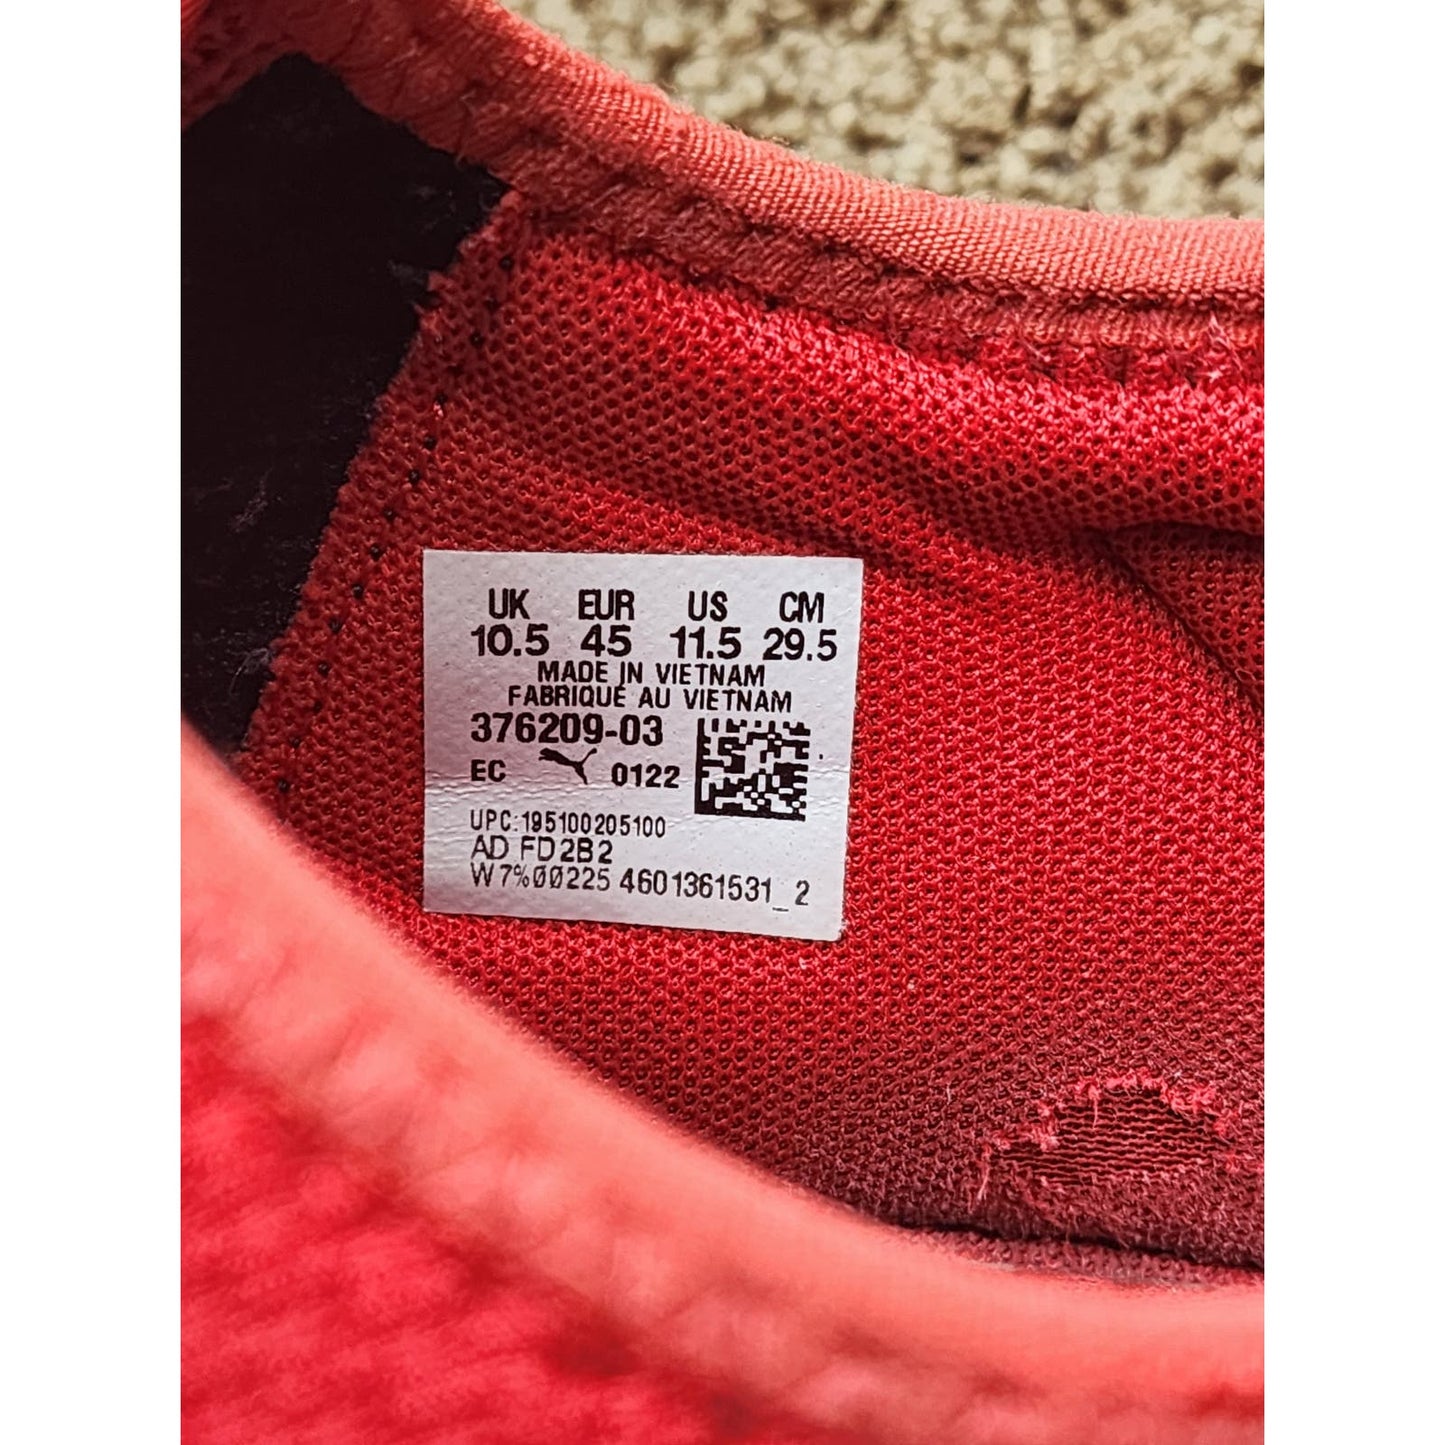 UK EUR US CM
10.5 45 11.5 29.5
MADE IN VIETNAM
FABRIQUÉ AU VIETNAM
376209-03
EC 0122
UPC:195100205100
AD FD2B2
W7%00225 4601361531_2